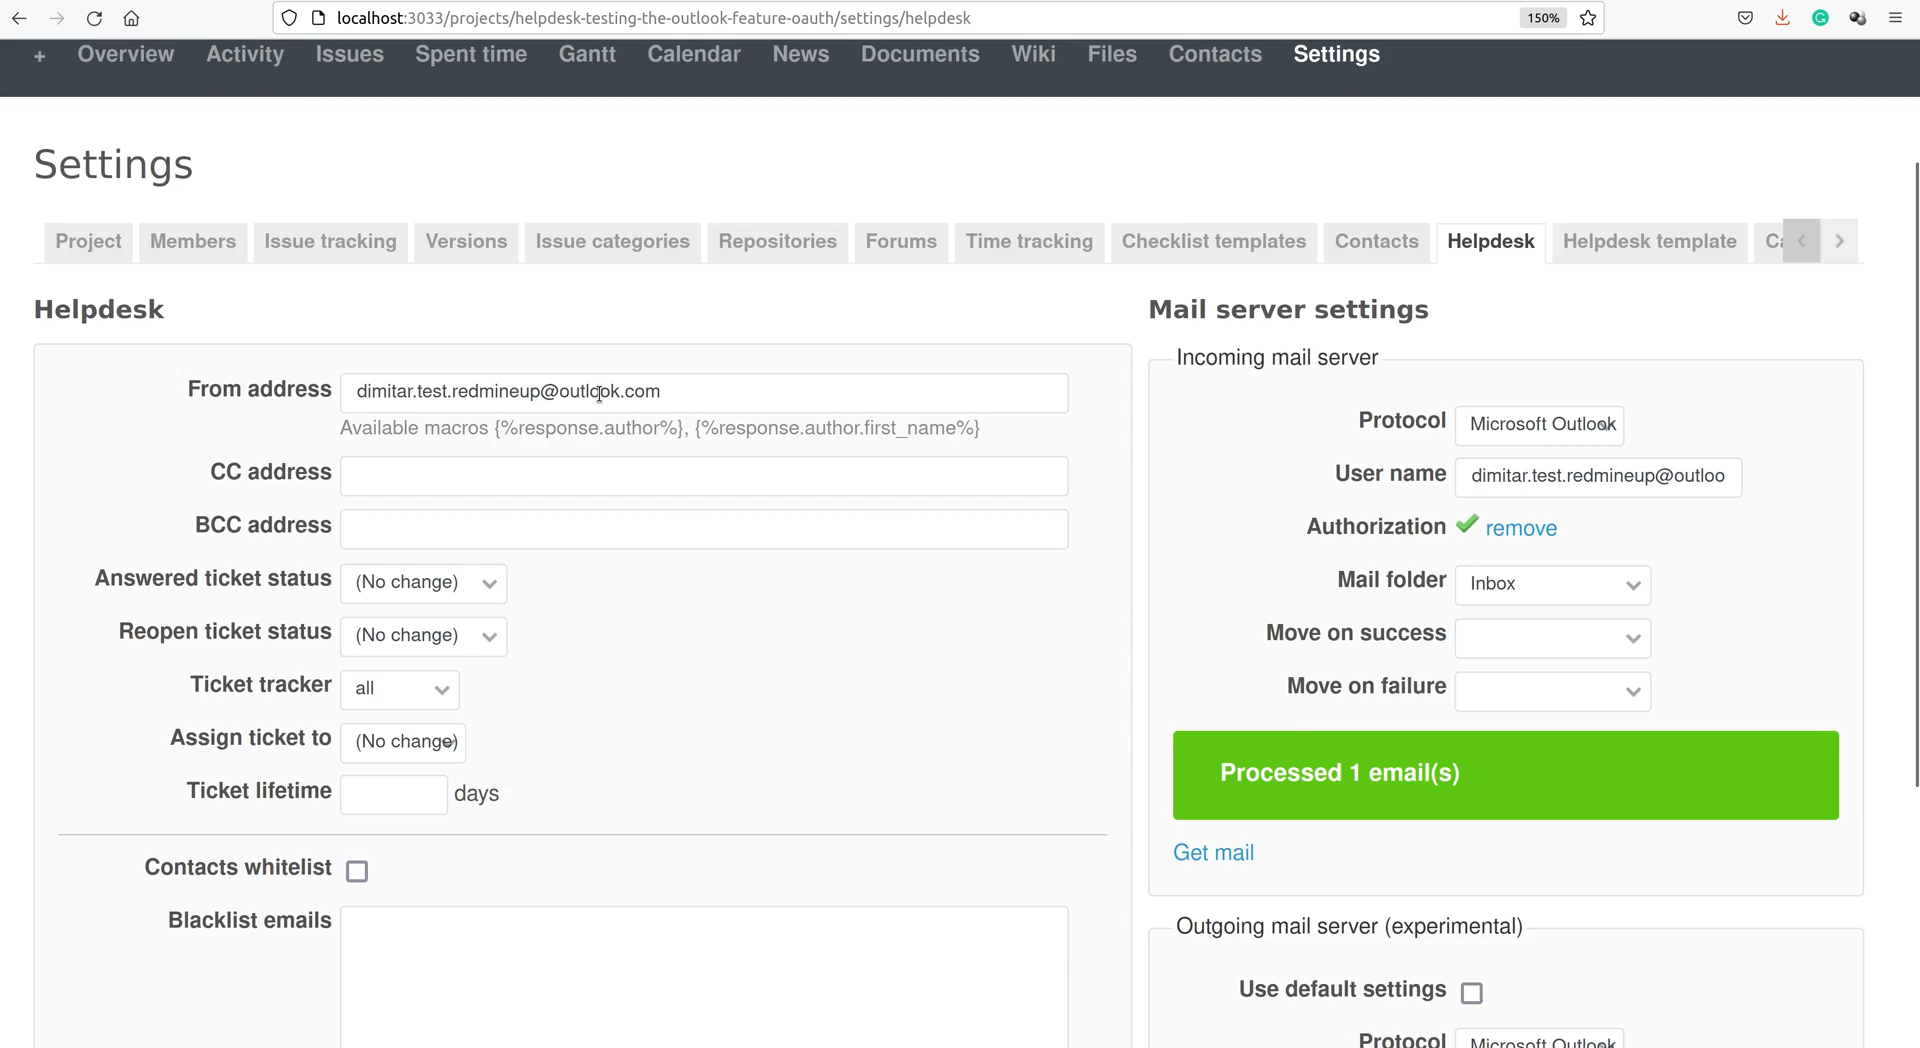 localhost:3033/projects/helpdesk-testing-the-outlook-feature-oauth/settings/helpdesk 150%
+ Overview Activity Issues Spent time Gantt Calendar News Documents Wiki Files Contacts Settings
Settings
Project Members Issue tracking Versions Issue categories Repositories Forums Time tracking Checklist templates Contacts Helpdesk Helpdesk template
Helpdesk
From address dimitar.test.redmineup@outlook.com
Available macros {%response.author%}, {%response.author.first_name%}
CC address
BCC address
Answered ticket status (No change)
Reopen ticket status (No change)
Ticket tracker all
Assign ticket to (No change)
Ticket lifetime days
Contacts whitelist
Blacklist emails
Mail server settings
Incoming mail server
Protocol Microsoft Outlook
User name dimitar.test.redmineup@outloo
Authorization remove
Mail folder Inbox
Move on success
Move on failure
Processed 1 email(s)
Get mail
Outgoing mail server (experimental)
Use default settings
Protocol Microsoft Outlook